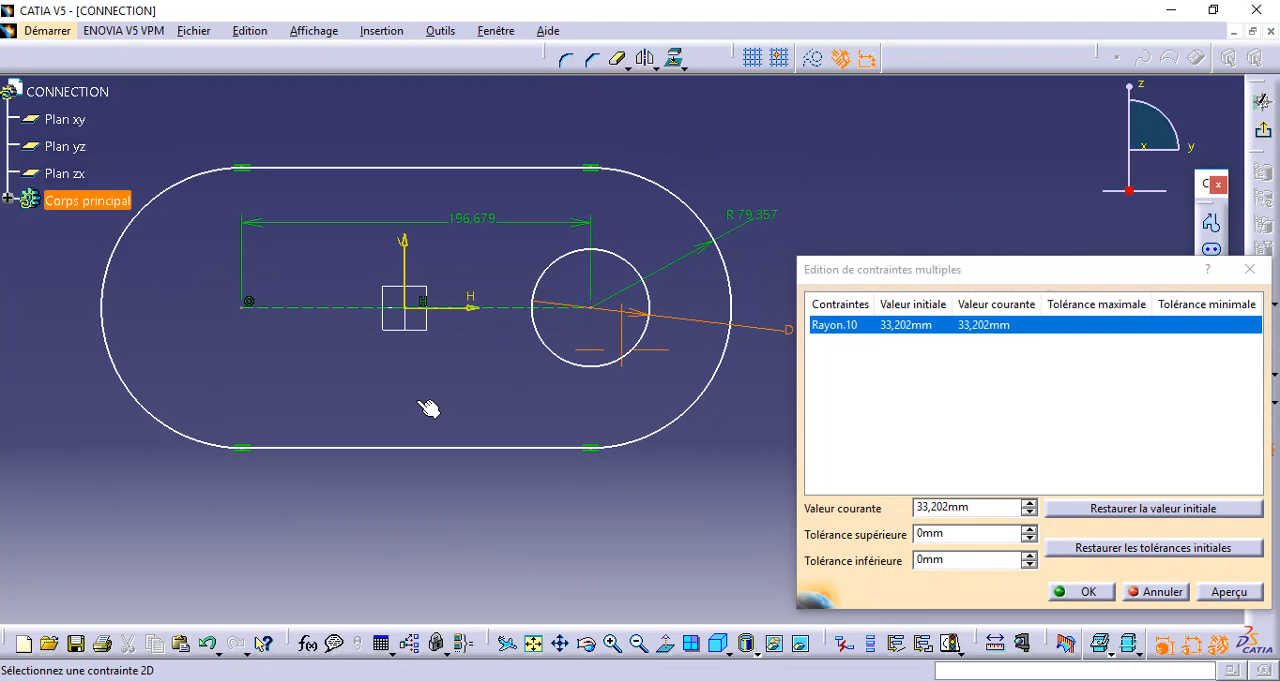 CATIA V5 - [CONNECTION]
Démarrer ENOVIA V5 VPM Fichier Edition Affichage Insertion Outils Fenêtre Aide
CONNECTION
Plan xy
Plan yz
Plan zx
Corps principal
z
y
x
196,679
R 79,357
V
H
H
D
C
Edition de contraintes multiples
Contraintes Valeur initiale Valeur courante Tolérance maximale Tolérance minimale
Rayon.10 33,202mm 33,202mm
Valeur courante 33,202mm Restaurer la valeur initiale
Tolérance supérieure 0mm
Restaurer les tolérances initiales
Tolérance inférieure 0mm
OK Annuler Aperçu
f(x)
CATIA
Sélectionnez une contrainte 2D